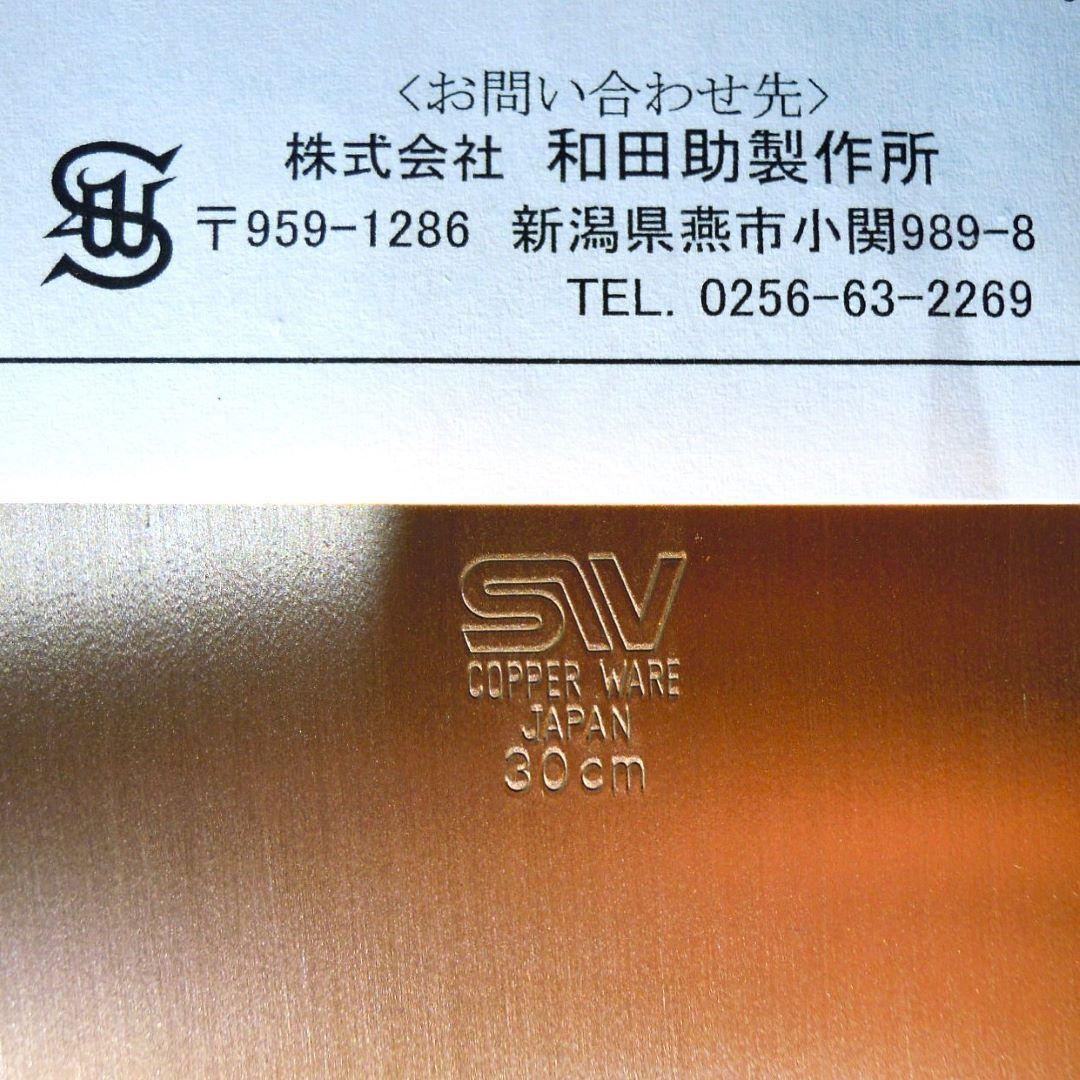 <お問い合わせ先>
株式会社 和田助製作所
〒959-1286 新潟県燕市小関989-8
TEL. 0256-63-2269
SW
COPPER WARE
JAPAN
30cm